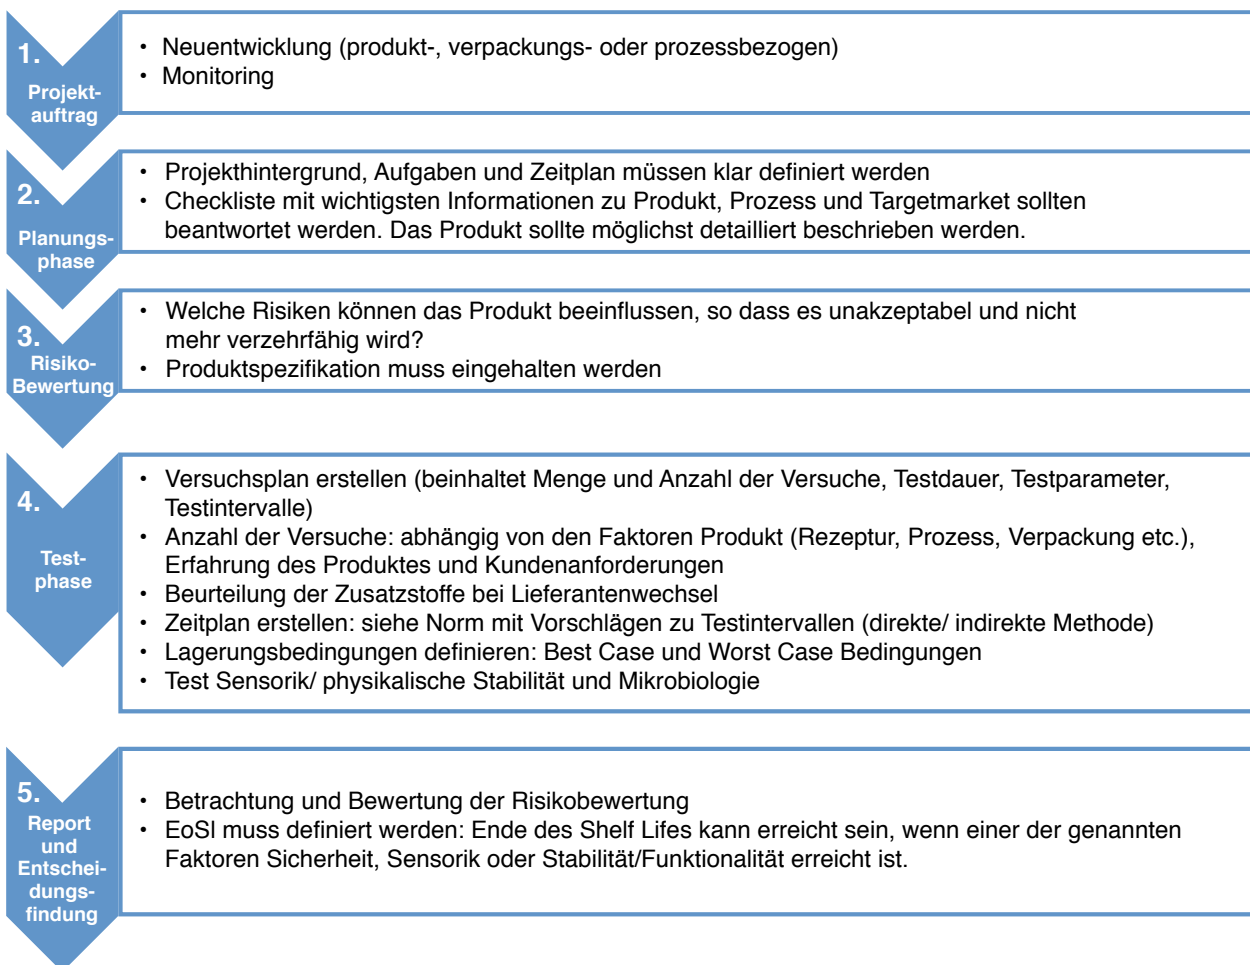 1.
Projekt-
auftrag
• Neuentwicklung (produkt-, verpackungs- oder prozessbezogen)
• Monitoring
2.
Planungs-
phase
• Projekthintergrund, Aufgaben und Zeitplan müssen klar definiert werden
• Checkliste mit wichtigsten Informationen zu Produkt, Prozess und Targetmarket sollten
beantwortet werden. Das Produkt sollte möglichst detailliert beschrieben werden.
3.
Risiko-
Bewertung
• Welche Risiken können das Produkt beeinflussen, so dass es unakzeptabel und nicht
mehr verzehrfähig wird?
• Produktspezifikation muss eingehalten werden
4.
Test-
phase
• Versuchsplan erstellen (beinhaltet Menge und Anzahl der Versuche, Testdauer, Testparameter,
Testintervalle)
• Anzahl der Versuche: abhängig von den Faktoren Produkt (Rezeptur, Prozess, Verpackung etc.),
Erfahrung des Produktes und Kundenanforderungen
• Beurteilung der Zusatzstoffe bei Lieferantenwechsel
• Zeitplan erstellen: siehe Norm mit Vorschlägen zu Testintervallen (direkte/ indirekte Methode)
• Lagerungsbedingungen definieren: Best Case und Worst Case Bedingungen
• Test Sensorik/ physikalische Stabilität und Mikrobiologie
5.
Report
und
Entschei-
dungs-
findung
• Betrachtung und Bewertung der Risikobewertung
• EoSl muss definiert werden: Ende des Shelf Lifes kann erreicht sein, wenn einer der genannten
Faktoren Sicherheit, Sensorik oder Stabilität/Funktionalität erreicht ist.